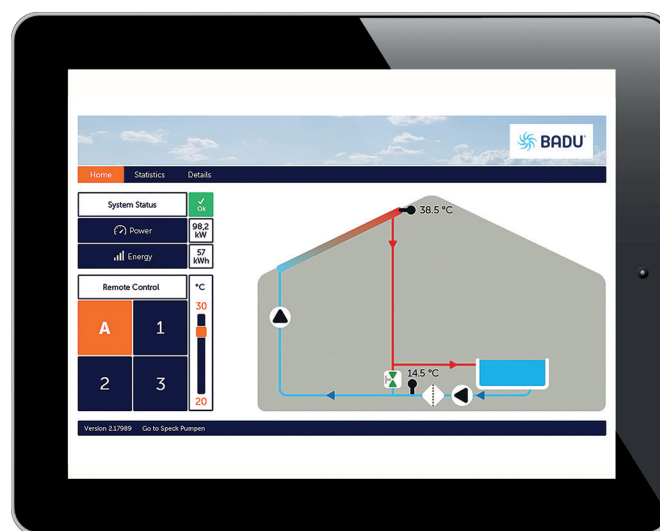 BADU
Home Statistics Details
System Status
Ok
Power
98,2
kW
Energy
57
kWh
Remote Control
°C
30
A
1
2
3
20
38.5 °C
14.5 °C
Version 2.17989 Go to Speck Pumpen